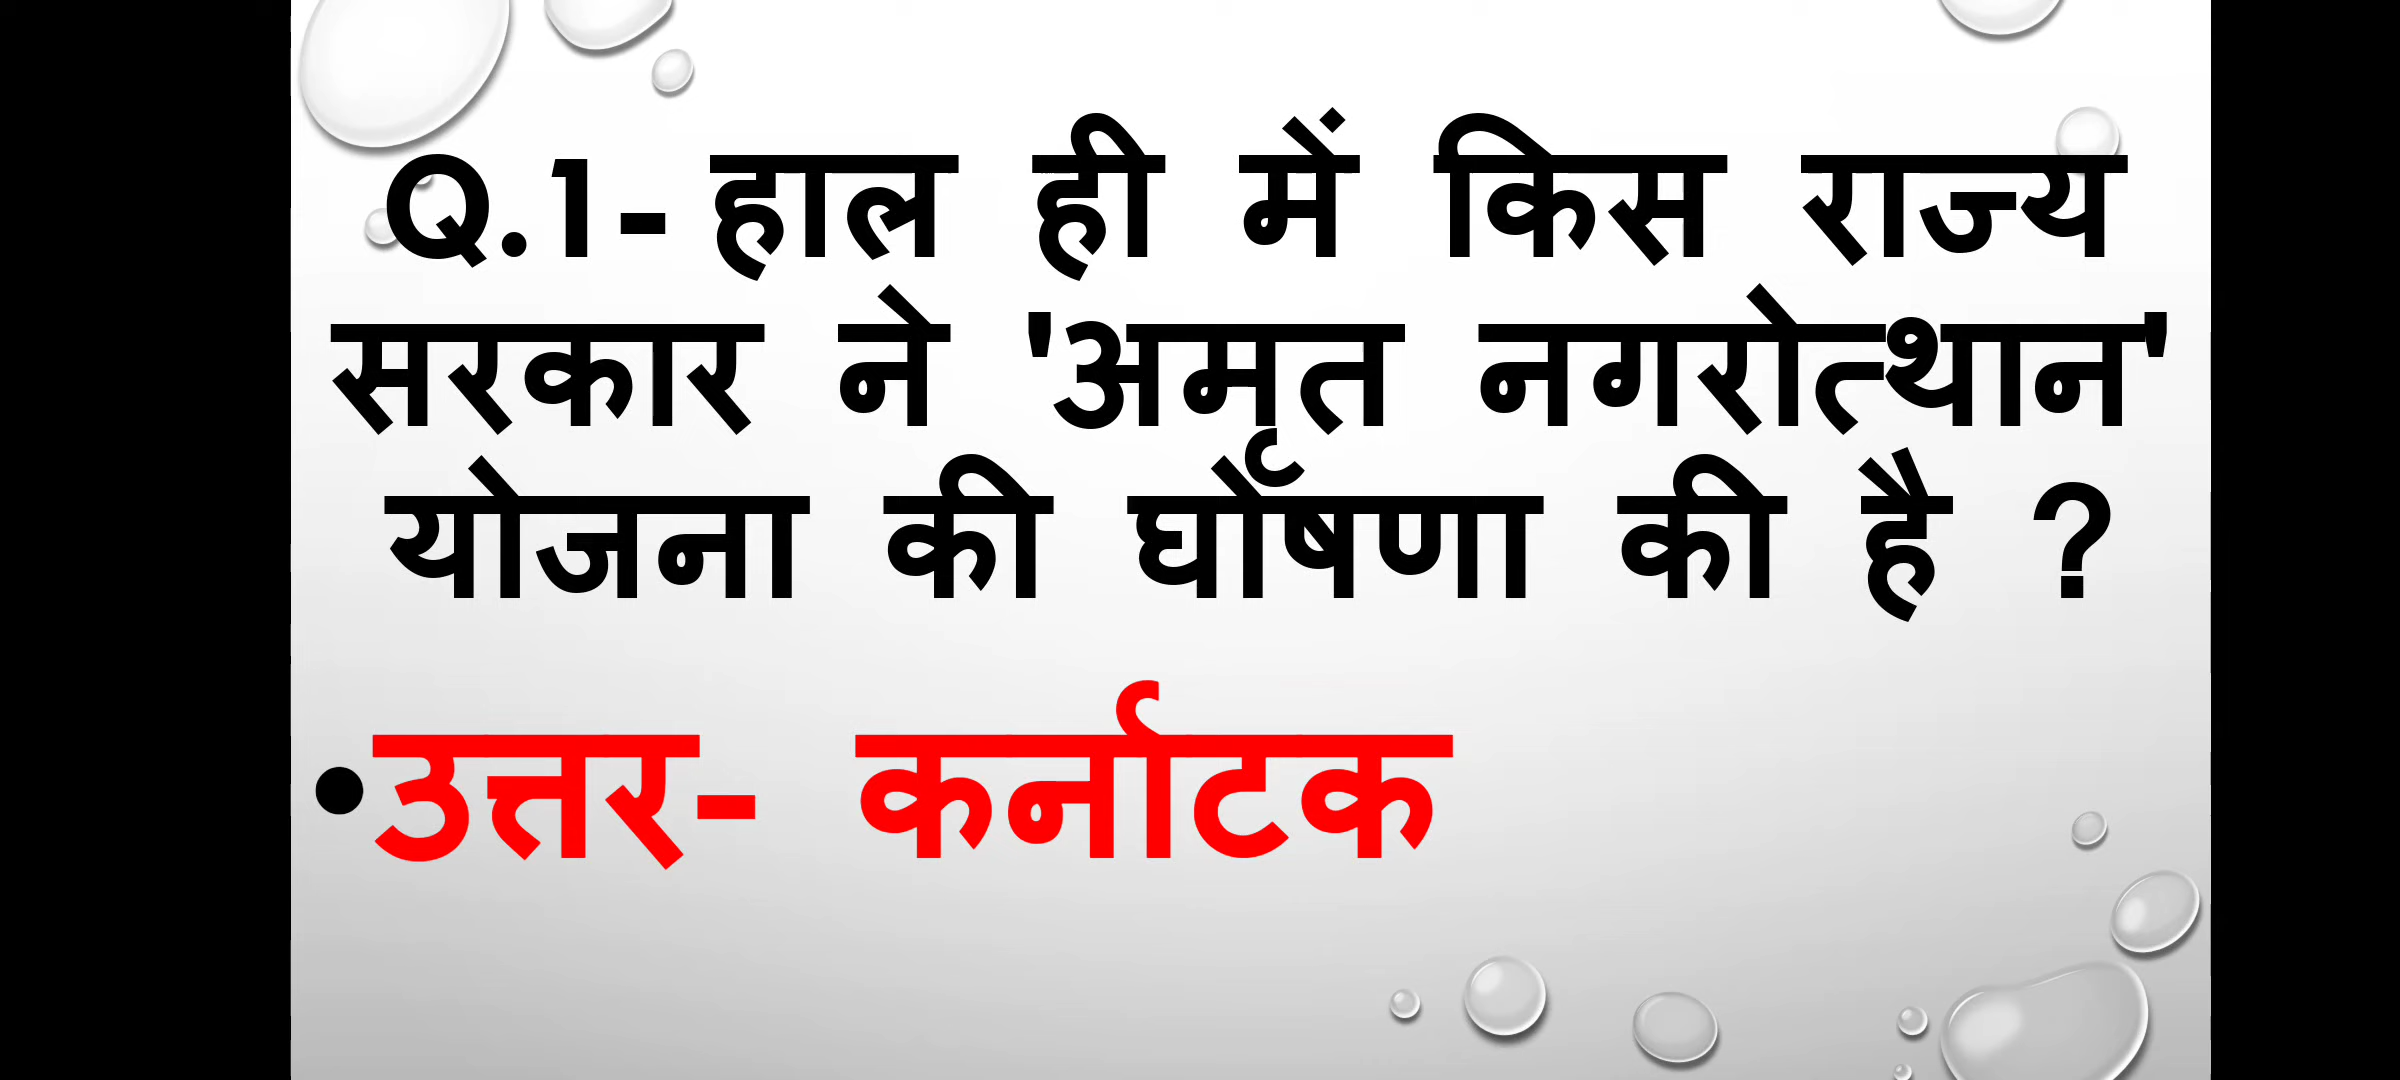 Q.1- हाल ही में किस राज्य
सरकार ने 'अमृत नगरोत्थान'
योजना की घोषणा की है ?
•उत्तर- कर्नाटक